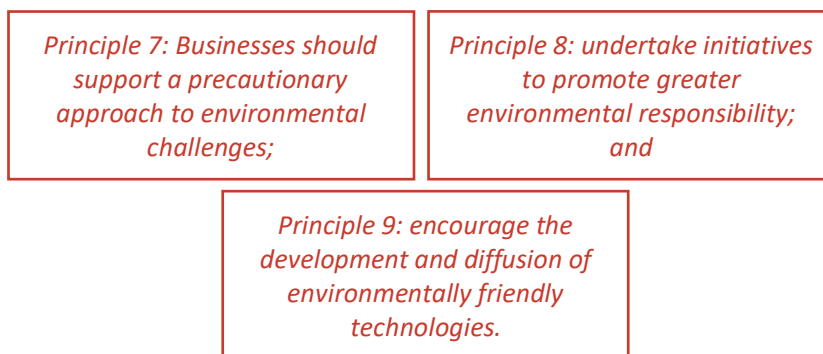 Principle 7: Businesses should
support a precautionary
approach to environmental
challenges;
Principle 8: undertake initiatives
to promote greater
environmental responsibility;
and
Principle 9: encourage the
development and diffusion of
environmentally friendly
technologies.